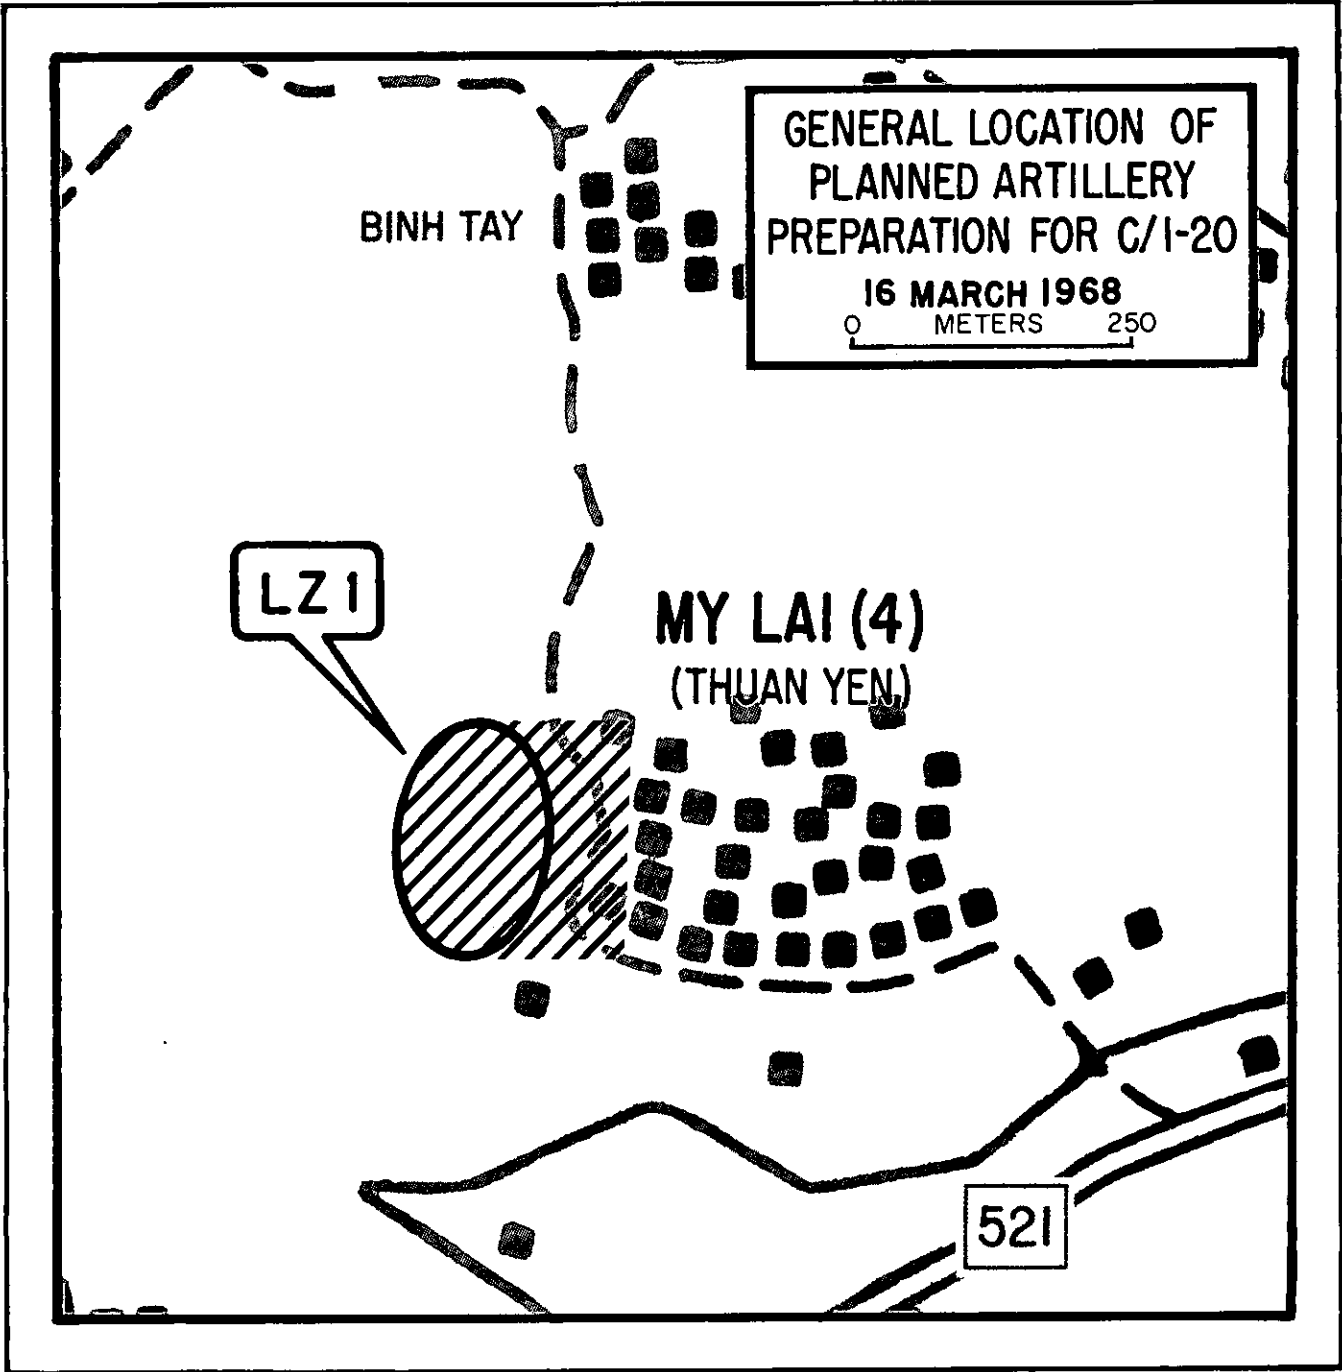 GENERAL LOCATION OF
PLANNED ARTILLERY
PREPARATION FOR C/1-20
16 MARCH 1968
0 METERS 250
BINH TAY
LZ 1
MY LAI (4)
(THUAN YEN)
521